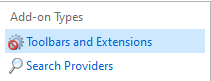 Add-on Types
Toolbars and Extensions
Search Providers